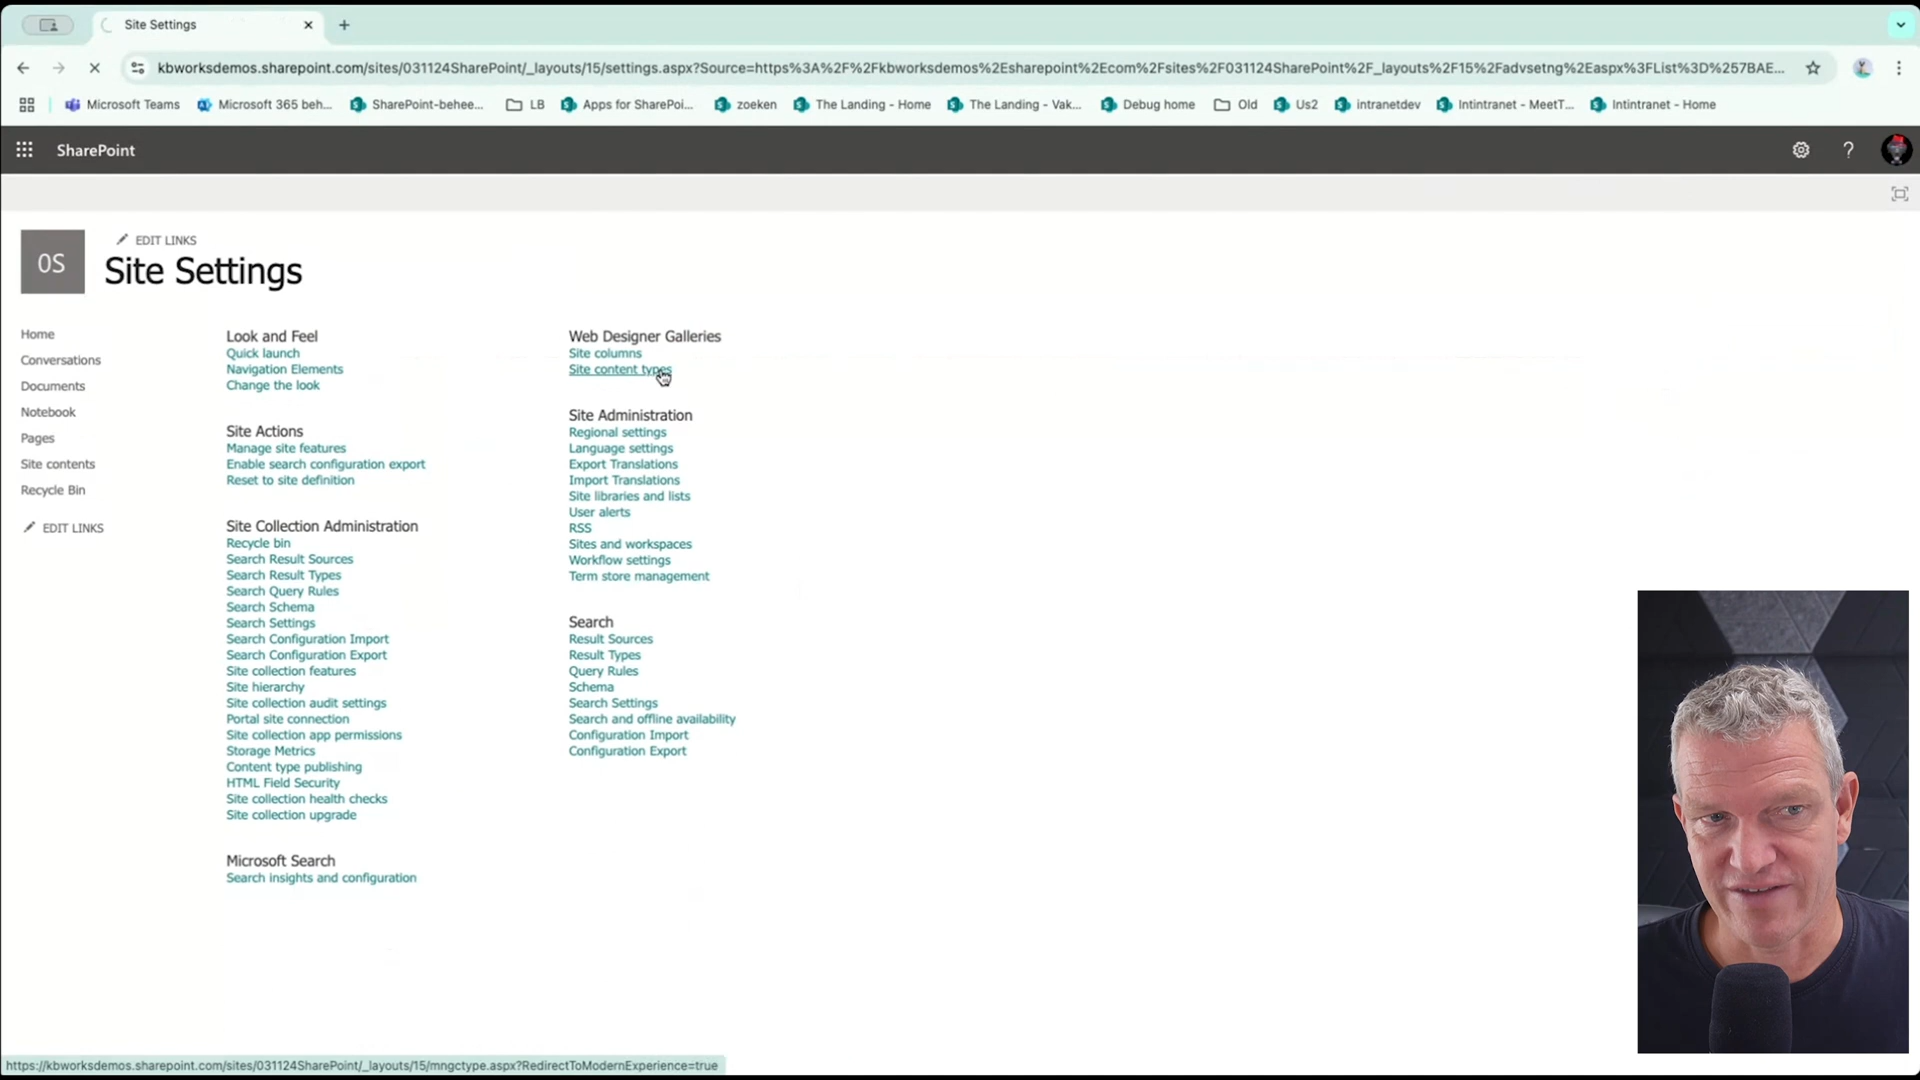 Site Settings
kbworksdemos.sharepoint.com/sites/031124SharePoint/_layouts/15/settings.aspx?Source=https%3A%2F%2Fkbworksdemos%2Esharepoint%2Ecom%2Fsites%2F031124SharePoint%2F_layouts%2F15%2Fadvsetng%2Easpx%3FList%3D%257BAE...
Microsoft Teams
Microsoft 365 beh...
SharePoint-behee...
LB
Apps for SharePoi...
zoeken
The Landing - Home
The Landing - Vak...
Debug home
Old
Us2
intranetdev
Intintranet - MeetT...
Intintranet - Home
SharePoint
?
0S
EDIT LINKS
Site Settings
Home
Conversations
Documents
Notebook
Pages
Site contents
Recycle Bin
EDIT LINKS
Look and Feel
Quick launch
Navigation Elements
Change the look
Site Actions
Manage site features
Enable search configuration export
Reset to site definition
Site Collection Administration
Recycle bin
Search Result Sources
Search Result Types
Search Query Rules
Search Schema
Search Settings
Search Configuration Import
Search Configuration Export
Site collection features
Site hierarchy
Site collection audit settings
Portal site connection
Site collection app permissions
Storage Metrics
Content type publishing
HTML Field Security
Site collection health checks
Site collection upgrade
Microsoft Search
Search insights and configuration
Web Designer Galleries
Site columns
Site content types
Site Administration
Regional settings
Language settings
Export Translations
Import Translations
Site libraries and lists
User alerts
RSS
Sites and workspaces
Workflow settings
Term store management
Search
Result Sources
Result Types
Query Rules
Schema
Search Settings
Search and offline availability
Configuration Import
Configuration Export
https://kbworksdemos.sharepoint.com/sites/031124SharePoint/_layouts/15/mngctype.aspx?RedirectToModernExperience=true